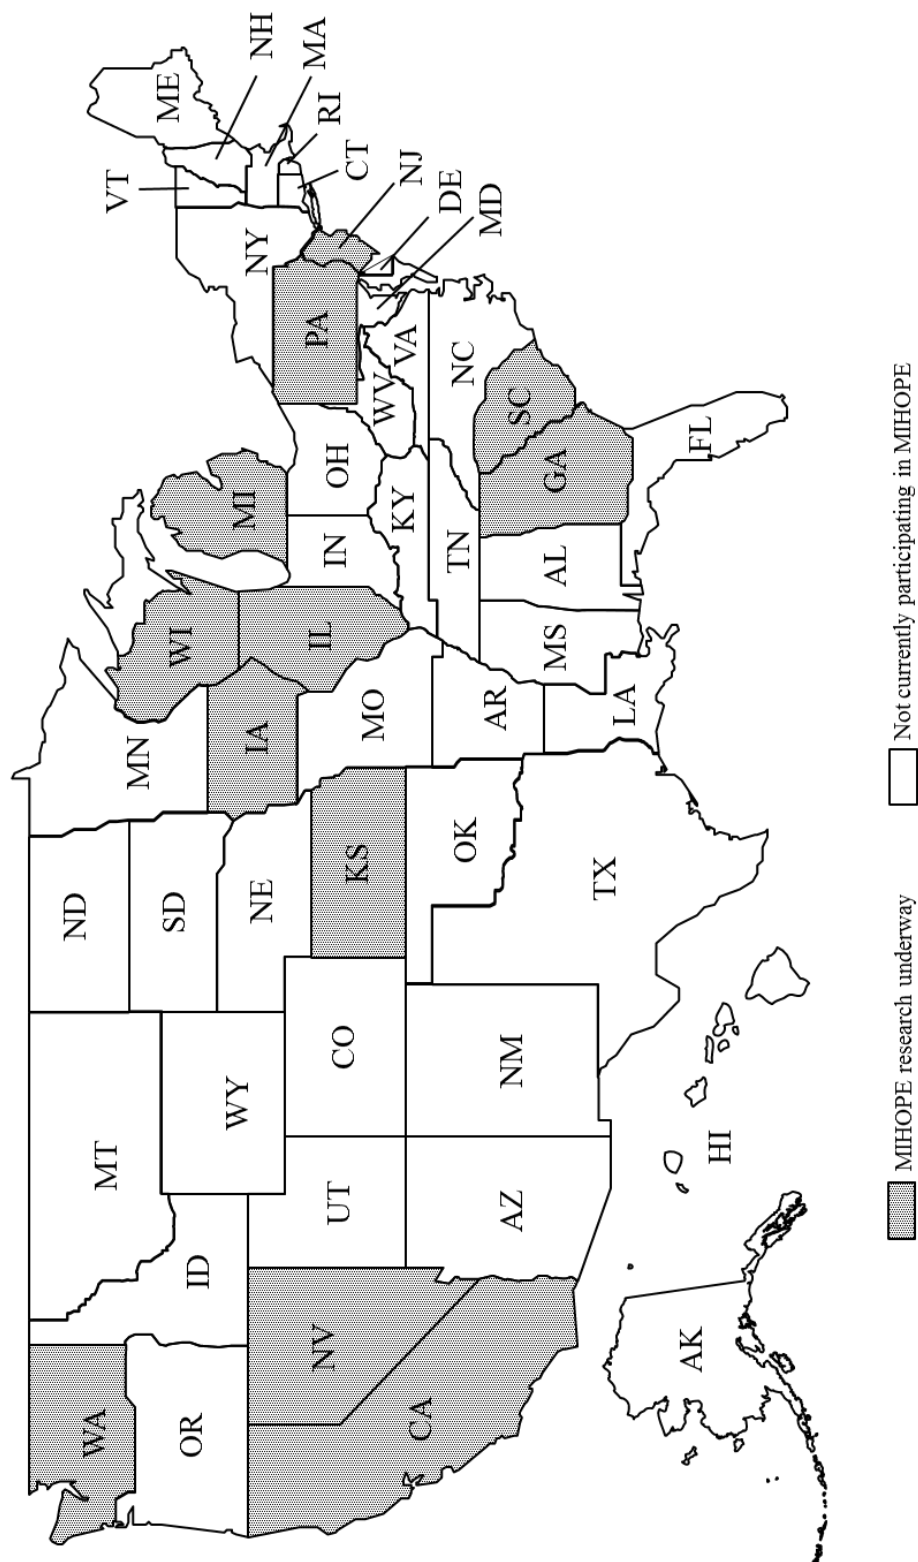 WA
MT
ND
MN
ME
VT
NH
OR
ID
WY
SD
WI
MI
NY
MA
RI
CT
NV
UT
CO
NE
IA
IL
IN
OH
PA
NJ
DE
MD
CA
AZ
NM
KS
MO
KY
WV
VA
OK
AR
TN
NC
SC
TX
LA
MS
AL
GA
FL
AK
HI
MIHOPE research underway
Not currently participating in MIHOPE